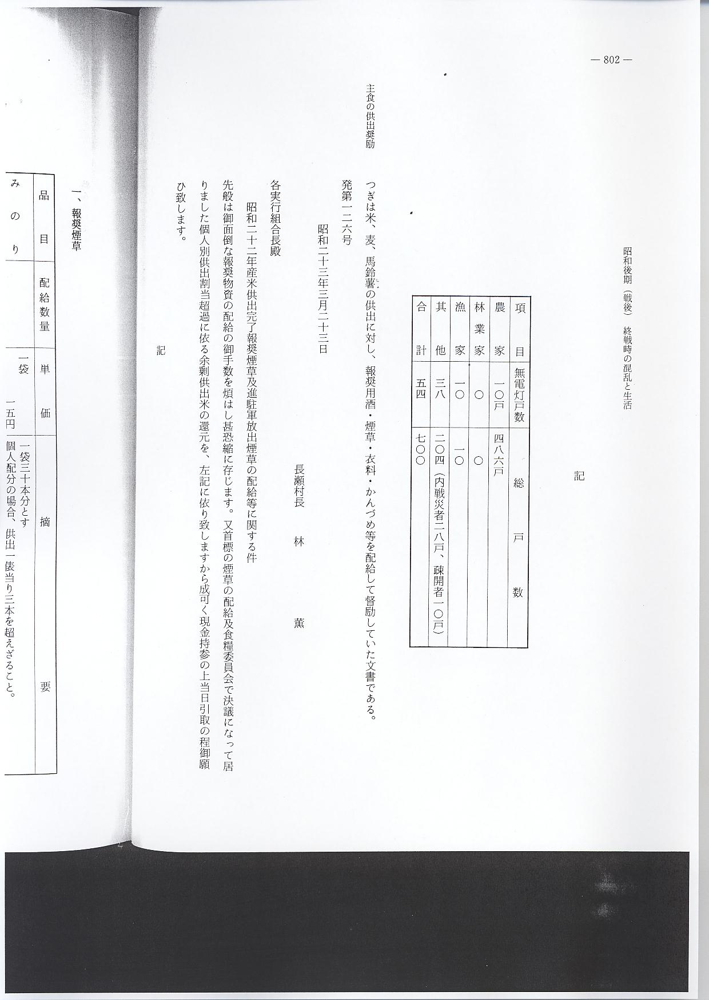 — 802 —
昭和後期（戦後）　終戦時の混乱と生活
記
項目　無電灯戸数　総戸数
農家　一〇戸　四八六戸
林業家　〇　〇
漁家　一〇　一〇
其他　三八　二〇四（内戦災者二八戸、疎開者一〇戸）
合計　五四　七〇〇
主食の供出奨励
つぎは米、麦、馬鈴薯の供出に対し、報奨用酒・煙草・衣料・かんづめ等を配給して督励していた文書である。
しょ
発第一二六号
昭和二十三年三月二十三日
長瀬村長　林　薫
各実行組合長殿
昭和二十二年産米供出完了報奨煙草及進駐軍放出煙草の配給等に関する件
先般は御面倒な報奨物資の配給の御手数を煩はし甚恐縮に存じます。又首標の煙草の配給及食糧委員会で決議になって居
りました個人別供出割当超過に依る余剰供出米の還元を、左記に依り致しますから成可く現金持参の上当日引取の程御願
ひ致します。
記
一、報奨煙草
品目　配給数量　単価　摘要
みのり
一袋
一五円
一袋三十本分とす
個人配分の場合、供出一俵当り三本を超えざること。